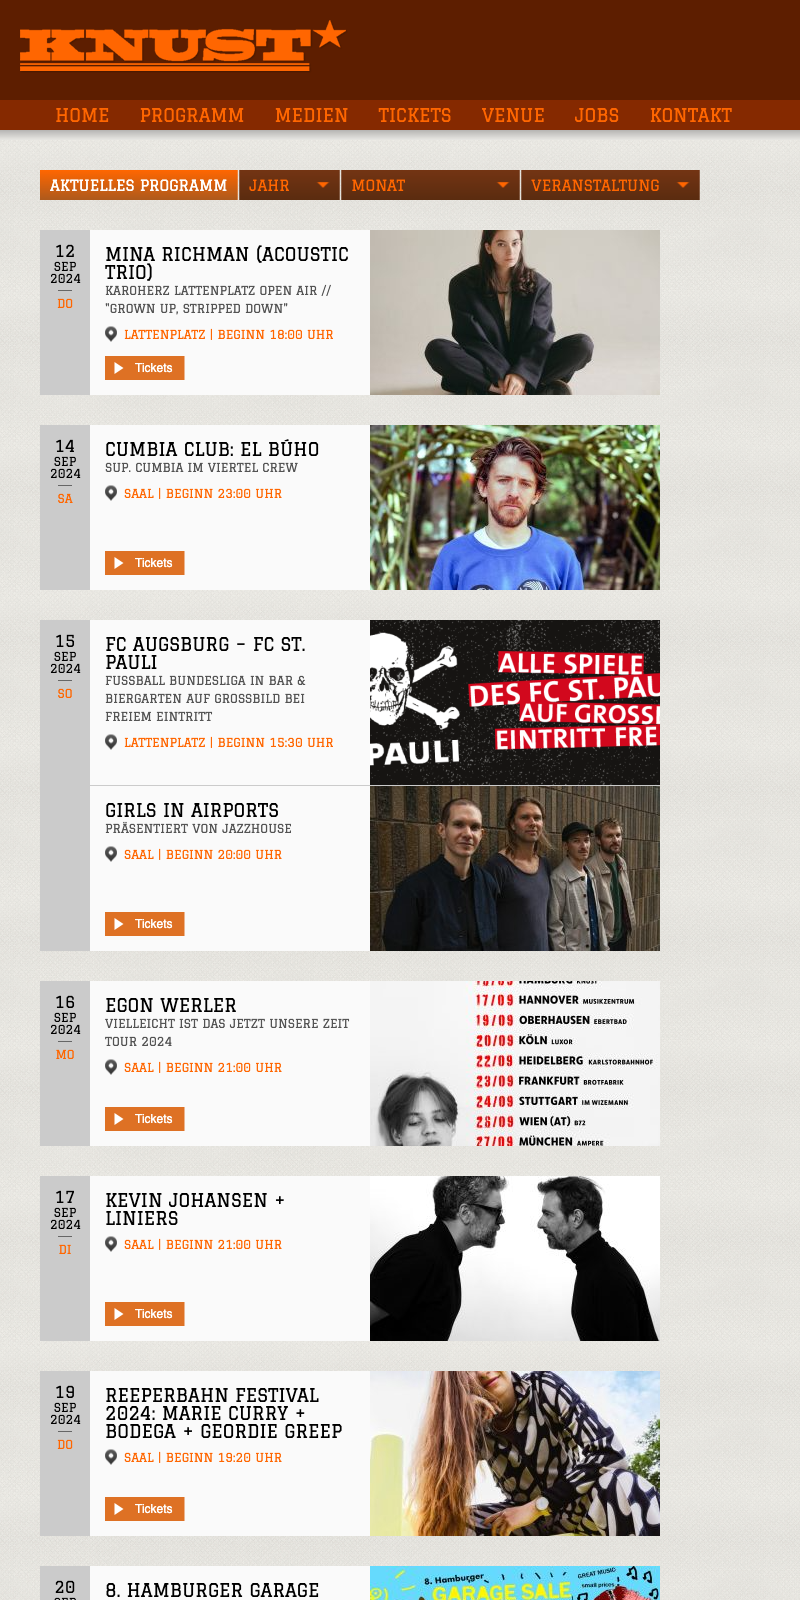 KNUST
HOME PROGRAMM MEDIEN TICKETS VENUE JOBS KONTAKT
AKTUELLES PROGRAMM JAHR MONAT VERANSTALTUNG
12
SEP
2024
DO
MINA RICHMAN (ACOUSTIC
TRIO)
KAROHERZ LATTENPLATZ OPEN AIR //
"GROWN UP, STRIPPED DOWN"
LATTENPLATZ | BEGINN 18:00 UHR
Tickets
14
SEP
2024
SA
CUMBIA CLUB: EL BÚHO
SUP. CUMBIA IM VIERTEL CREW
SAAL | BEGINN 23:00 UHR
Tickets
15
SEP
2024
SO
FC AUGSBURG – FC ST.
PAULI
FUSSBALL BUNDESLIGA IN BAR &
BIERGARTEN AUF GROSSBILD BEI
FREIEM EINTRITT
LATTENPLATZ | BEGINN 15:30 UHR
PAULI
ALLE SPIELE
DES FC ST. PAU
AUF GROSS
EINTRITT FRE
GIRLS IN AIRPORTS
PRÄSENTIERT VON JAZZHOUSE
SAAL | BEGINN 20:00 UHR
Tickets
16
SEP
2024
MO
EGON WERLER
VIELLEICHT IST DAS JETZT UNSERE ZEIT
TOUR 2024
SAAL | BEGINN 21:00 UHR
Tickets
HAMBURG KNUST
17/09 HANNOVER MUSIKZENTRUM
19/09 OBERHAUSEN EBERTBAD
20/09 KÖLN LUXOR
22/09 HEIDELBERG KARLSTORBAHNHOF
23/09 FRANKFURT BROTFABRIK
24/09 STUTTGART IM WIZEMANN
26/09 WIEN (AT) B72
27/09 MÜNCHEN AMPERE
17
SEP
2024
DI
KEVIN JOHANSEN +
LINIERS
SAAL | BEGINN 21:00 UHR
Tickets
19
SEP
2024
DO
REEPERBAHN FESTIVAL
2024: MARIE CURRY +
BODEGA + GEORDIE GREEP
SAAL | BEGINN 19:20 UHR
Tickets
20
SEP
8. HAMBURGER GARAGE
8. Hamburger
GARAGE SALE
GREAT MUSIC
small prices